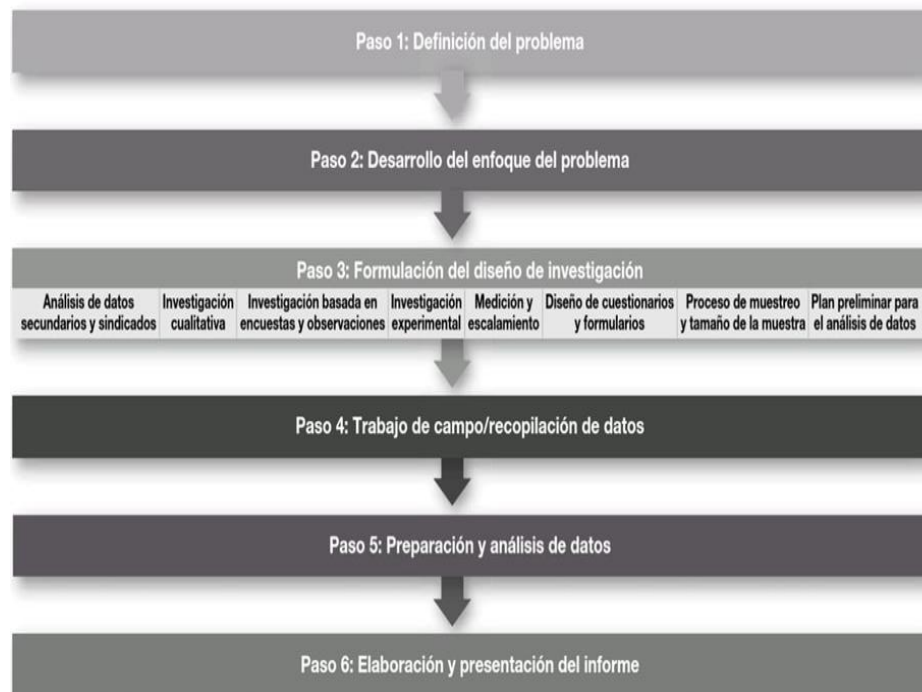 Paso 1: Definición del problema
Paso 2: Desarrollo del enfoque del problema
Paso 3: Formulación del diseño de investigación
Análisis de datos
secundarios y sindicados
Investigación
cualitativa
Investigación basada en
encuestas y observaciones
Investigación
experimental
Medición y
escalamiento
Diseño de cuestionarios
y formularios
Proceso de muestreo
y tamaño de la muestra
Plan preliminar para
el análisis de datos
Paso 4: Trabajo de campo/recopilación de datos
Paso 5: Preparación y análisis de datos
Paso 6: Elaboración y presentación del informe